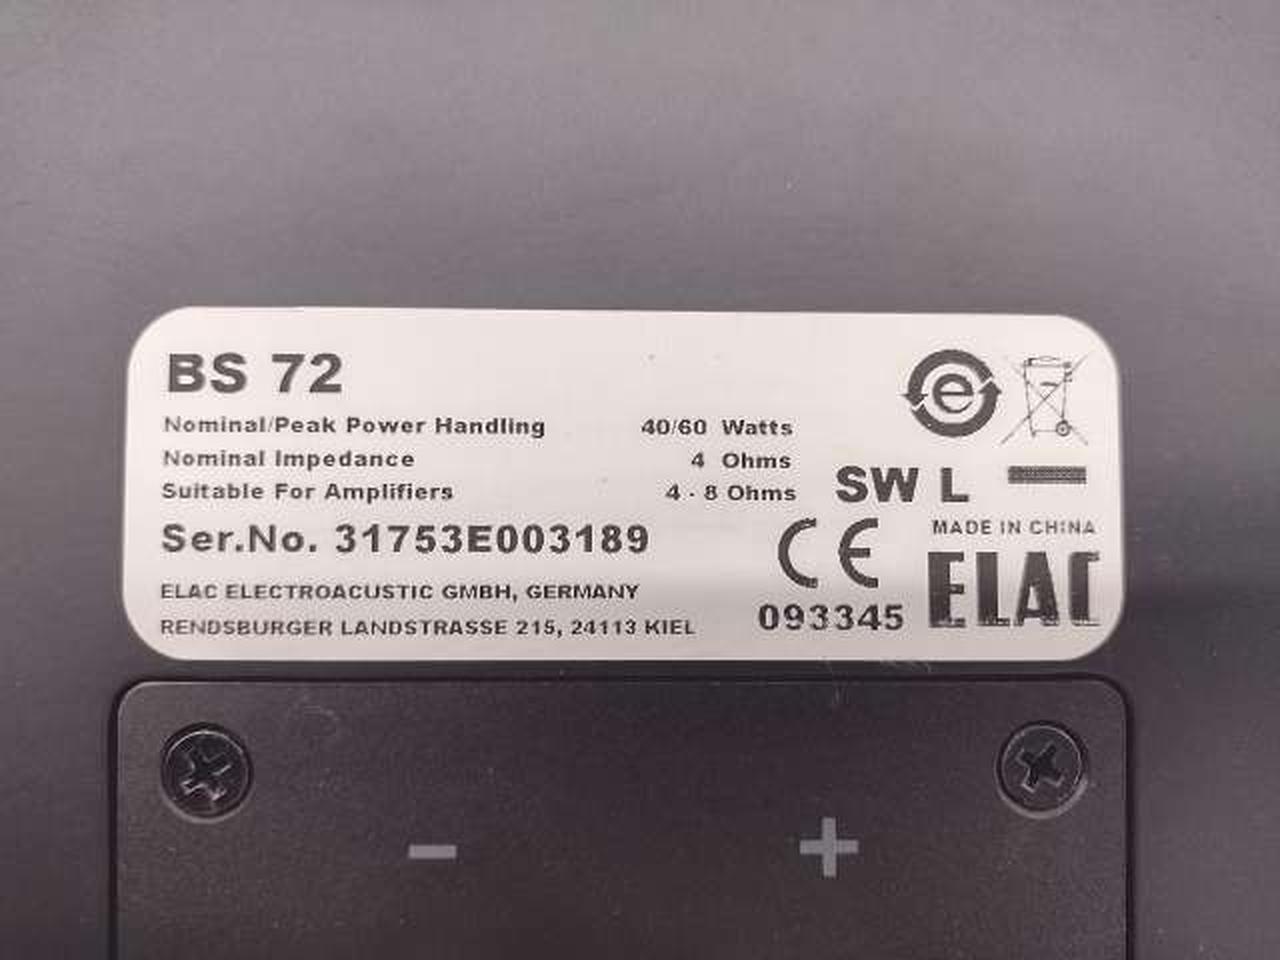 BS 72
Nominal/Peak Power Handling 40/60 Watts
Nominal Impedance 4 Ohms
Suitable For Amplifiers 4 - 8 Ohms
SW L
Ser.No. 31753E003189
MADE IN CHINA
ELAC ELECTROACUSTIC GMBH, GERMANY
RENDSBURGER LANDSTRASSE 215, 24113 KIEL
e
CE
093345
ELAC
- +